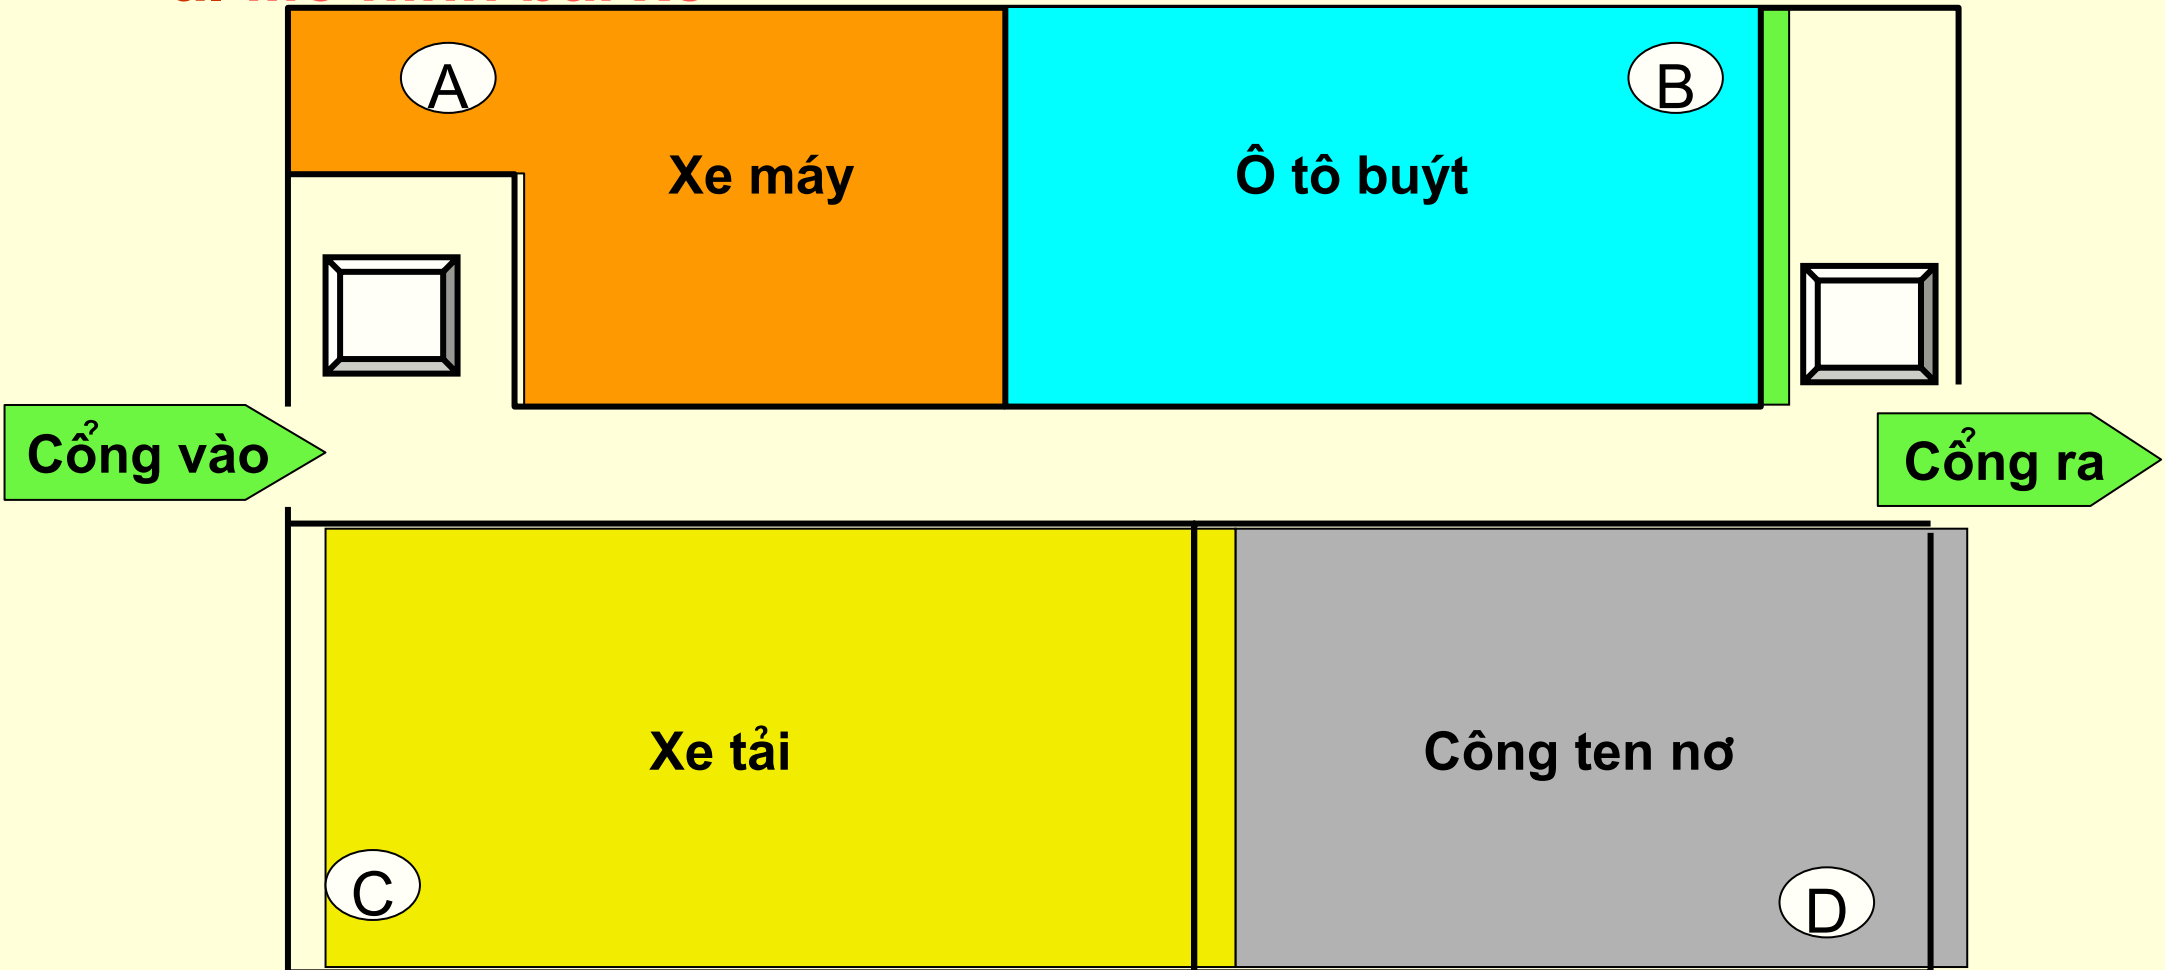 A
B
Xe máy
Ô tô buýt
Cổng vào
Cổng ra
Xe tải
Công ten nơ
C
D